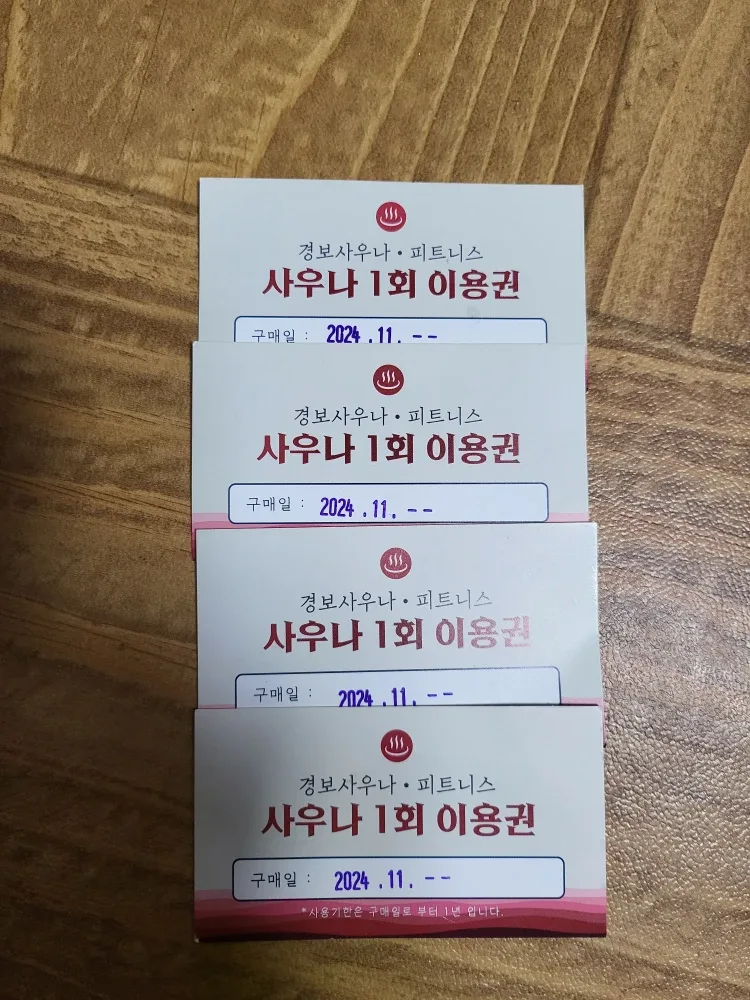 경보사우나 • 피트니스
사우나 1회 이용권
구매일 : 2024 .11. --
경보사우나 • 피트니스
사우나 1회 이용권
구매일 : 2024 .11. --
경보사우나 • 피트니스
사우나 1회 이용권
구매일 : 2024 .11. --
경보사우나 • 피트니스
사우나 1회 이용권
구매일 : 2024 .11. --
*사용기한은 구매일로 부터 1년 입니다.